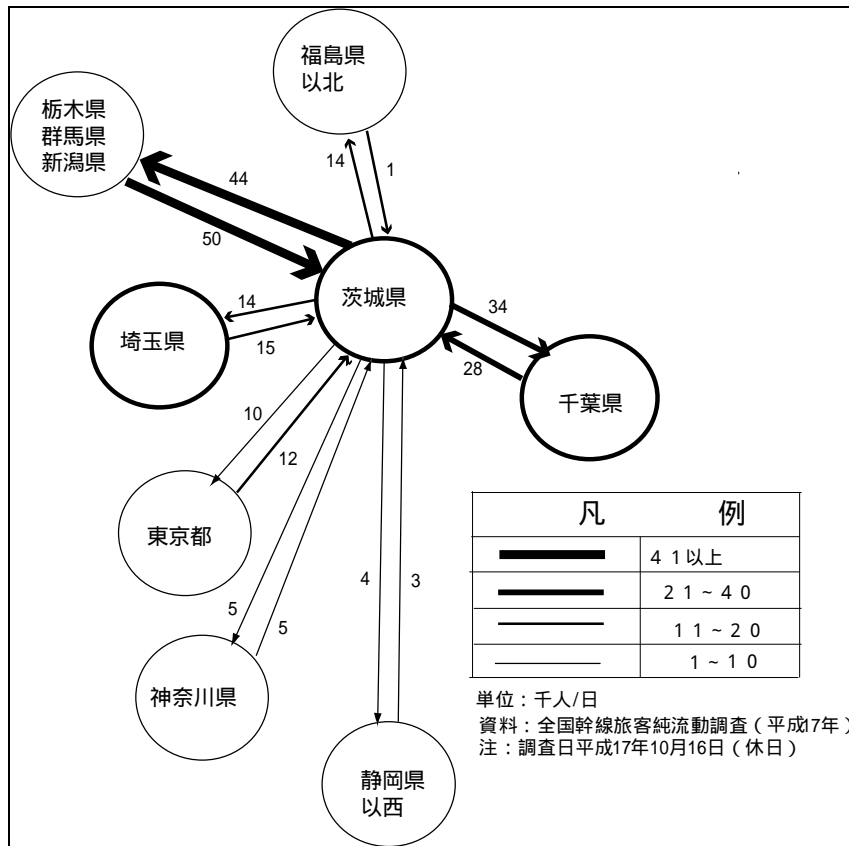 福島県
以北
栃木県
群馬県
新潟県
14
1
44
50
茨城県
14
15
埼玉県
34
28
千葉県
10
12
東京都
4
3
5
5
神奈川県
静岡県
以西
凡 例
41以上
21~40
11~20
1~10
単位:千人/日
資料:全国幹線旅客純流動調査(平成17年)
注:調査日平成17年10月16日(休日)